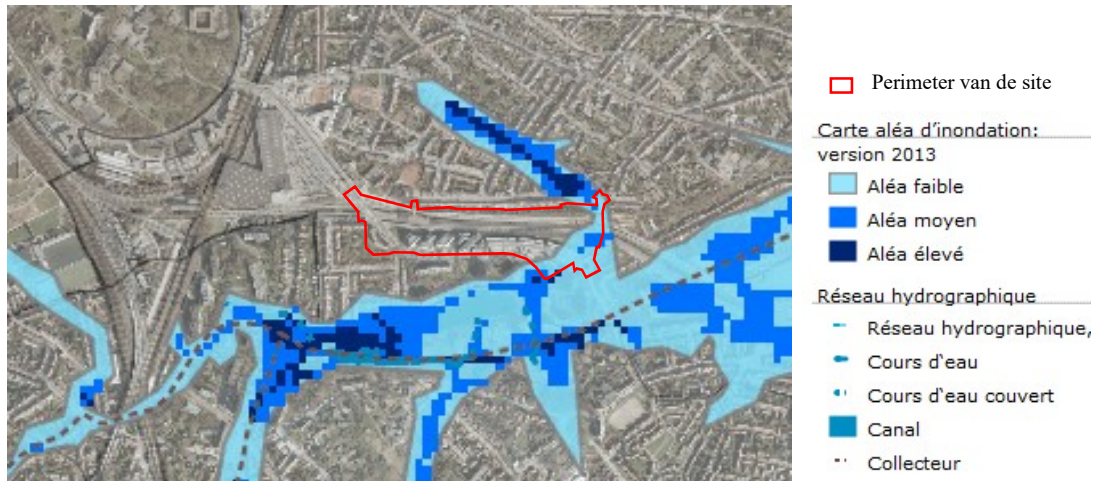 Perimeter van de site
Carte aléa d'inondation:
version 2013
Aléa faible
Aléa moyen
Aléa élevé
Réseau hydrographique
Réseau hydrographique,
Cours d'eau
Cours d'eau couvert
Canal
Collecteur